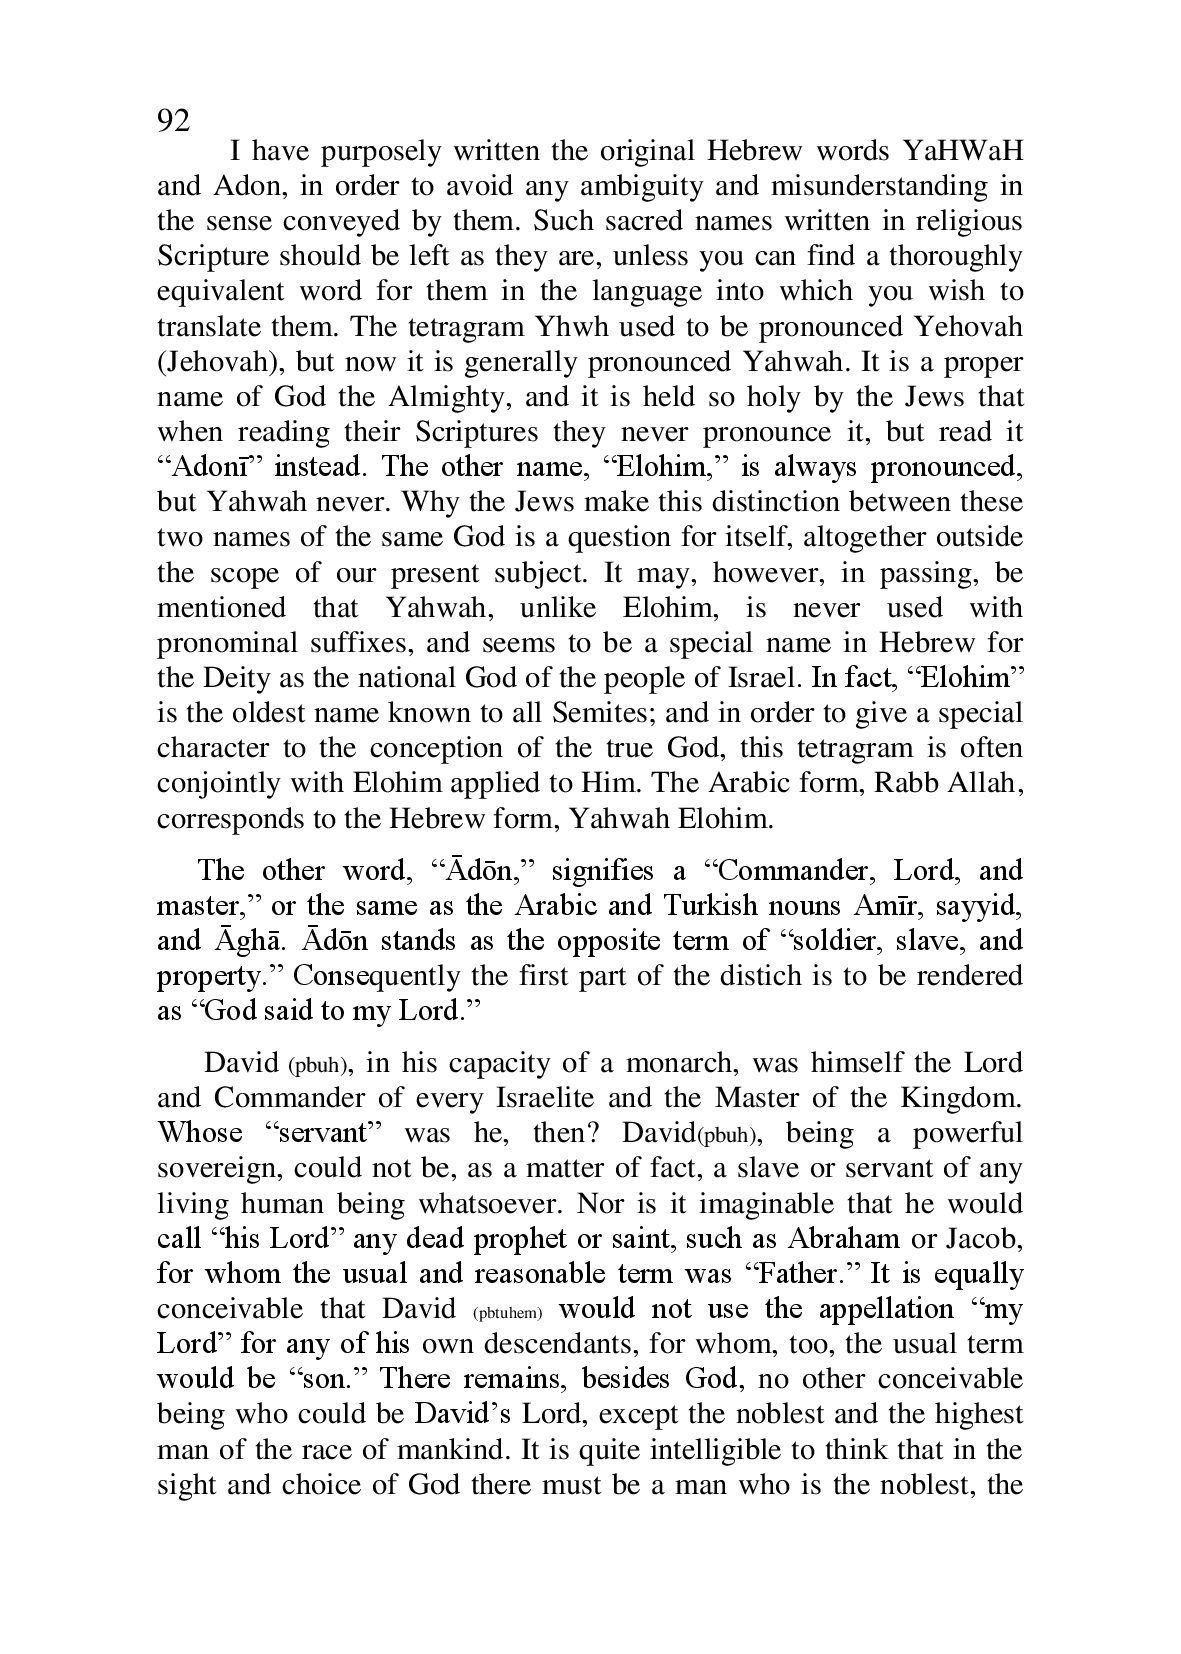 92
I have purposely written the original Hebrew words YaHWaH
and Adon, in order to avoid any ambiguity and misunderstanding in
the sense conveyed by them. Such sacred names written in religious
Scripture should be left as they are, unless you can find a thoroughly
equivalent word for them in the language into which you wish to
translate them. The tetragram Yhwh used to be pronounced Yehovah
(Jehovah), but now it is generally pronounced Yahwah. It is a proper
name of God the Almighty, and it is held so holy by the Jews that
when reading their Scriptures they never pronounce it, but read it
“Adonī” instead. The other name, “Elohim,” is always pronounced,
but Yahwah never. Why the Jews make this distinction between these
two names of the same God is a question for itself, altogether outside
the scope of our present subject. It may, however, in passing, be
mentioned that Yahwah, unlike Elohim, is never used with
pronominal suffixes, and seems to be a special name in Hebrew for
the Deity as the national God of the people of Israel. In fact, “Elohim”
is the oldest name known to all Semites; and in order to give a special
character to the conception of the true God, this tetragram is often
conjointly with Elohim applied to Him. The Arabic form, Rabb Allah,
corresponds to the Hebrew form, Yahwah Elohim.
The other word, “Ādōn,” signifies a “Commander, Lord, and
master,” or the same as the Arabic and Turkish nouns Amīr, sayyid,
and Āghā. Ādōn stands as the opposite term of “soldier, slave, and
property.” Consequently the first part of the distich is to be rendered
as “God said to my Lord.”
David (pbuh), in his capacity of a monarch, was himself the Lord
and Commander of every Israelite and the Master of the Kingdom.
Whose “servant” was he, then? David(pbuh), being a powerful
sovereign, could not be, as a matter of fact, a slave or servant of any
living human being whatsoever. Nor is it imaginable that he would
call “his Lord” any dead prophet or saint, such as Abraham or Jacob,
for whom the usual and reasonable term was “Father.” It is equally
conceivable that David (pbtuhem) would not use the appellation “my
Lord” for any of his own descendants, for whom, too, the usual term
would be “son.” There remains, besides God, no other conceivable
being who could be David’s Lord, except the noblest and the highest
man of the race of mankind. It is quite intelligible to think that in the
sight and choice of God there must be a man who is the noblest, the